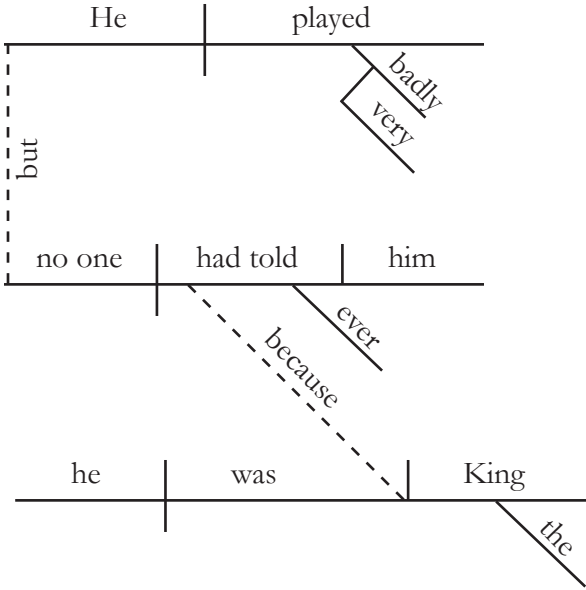 He played
badly
very
but
no one had told him
ever
because
he was King
the